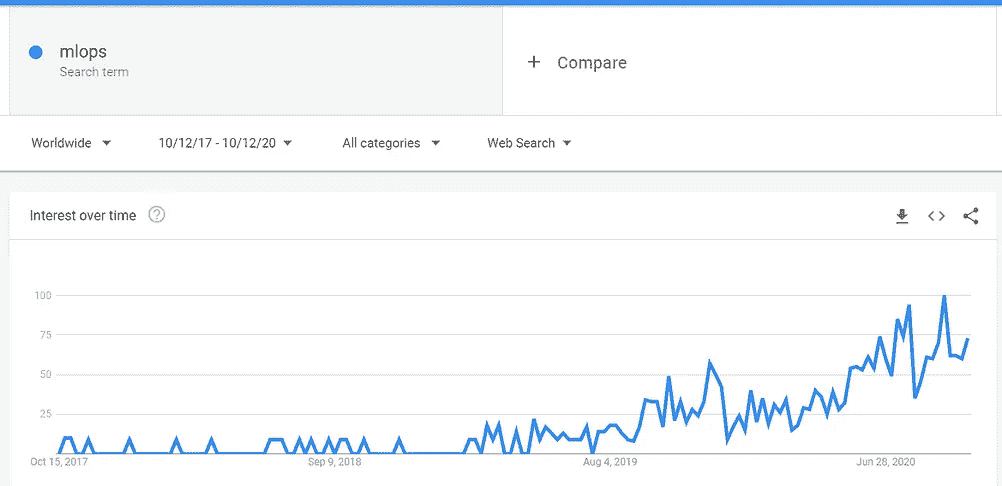 mlops
Search term
+ Compare
Worldwide
10/12/17 - 10/12/20
All categories
Web Search
Interest over time ?
100
75
50
25
Oct 15, 2017
Sep 9, 2018
Aug 4, 2019
Jun 28, 2020